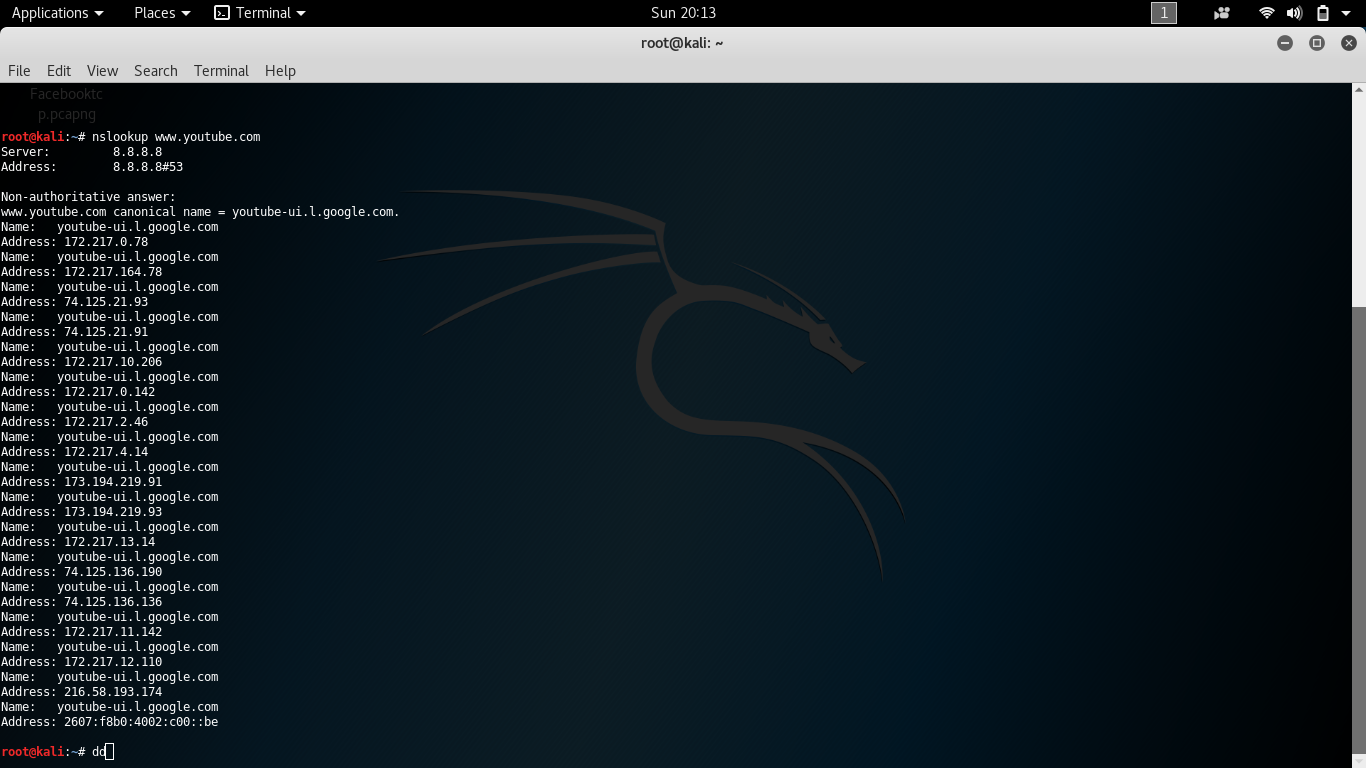 Applications Places Terminal Sun 20:13 1
root@kali: ~
File Edit View Search Terminal Help
Facebooktc
p.pcapng
root@kali:~# nslookup www.youtube.com
Server:         8.8.8.8
Address:        8.8.8.8#53
Non-authoritative answer:
www.youtube.com canonical name = youtube-ui.l.google.com.
Name:   youtube-ui.l.google.com
Address: 172.217.0.78
Name:   youtube-ui.l.google.com
Address: 172.217.164.78
Name:   youtube-ui.l.google.com
Address: 74.125.21.93
Name:   youtube-ui.l.google.com
Address: 74.125.21.91
Name:   youtube-ui.l.google.com
Address: 172.217.10.206
Name:   youtube-ui.l.google.com
Address: 172.217.0.142
Name:   youtube-ui.l.google.com
Address: 172.217.2.46
Name:   youtube-ui.l.google.com
Address: 172.217.4.14
Name:   youtube-ui.l.google.com
Address: 173.194.219.91
Name:   youtube-ui.l.google.com
Address: 173.194.219.93
Name:   youtube-ui.l.google.com
Address: 172.217.13.14
Name:   youtube-ui.l.google.com
Address: 74.125.136.190
Name:   youtube-ui.l.google.com
Address: 74.125.136.136
Name:   youtube-ui.l.google.com
Address: 172.217.11.142
Name:   youtube-ui.l.google.com
Address: 172.217.12.110
Name:   youtube-ui.l.google.com
Address: 216.58.193.174
Name:   youtube-ui.l.google.com
Address: 2607:f8b0:4002:c00::be
root@kali:~# dd